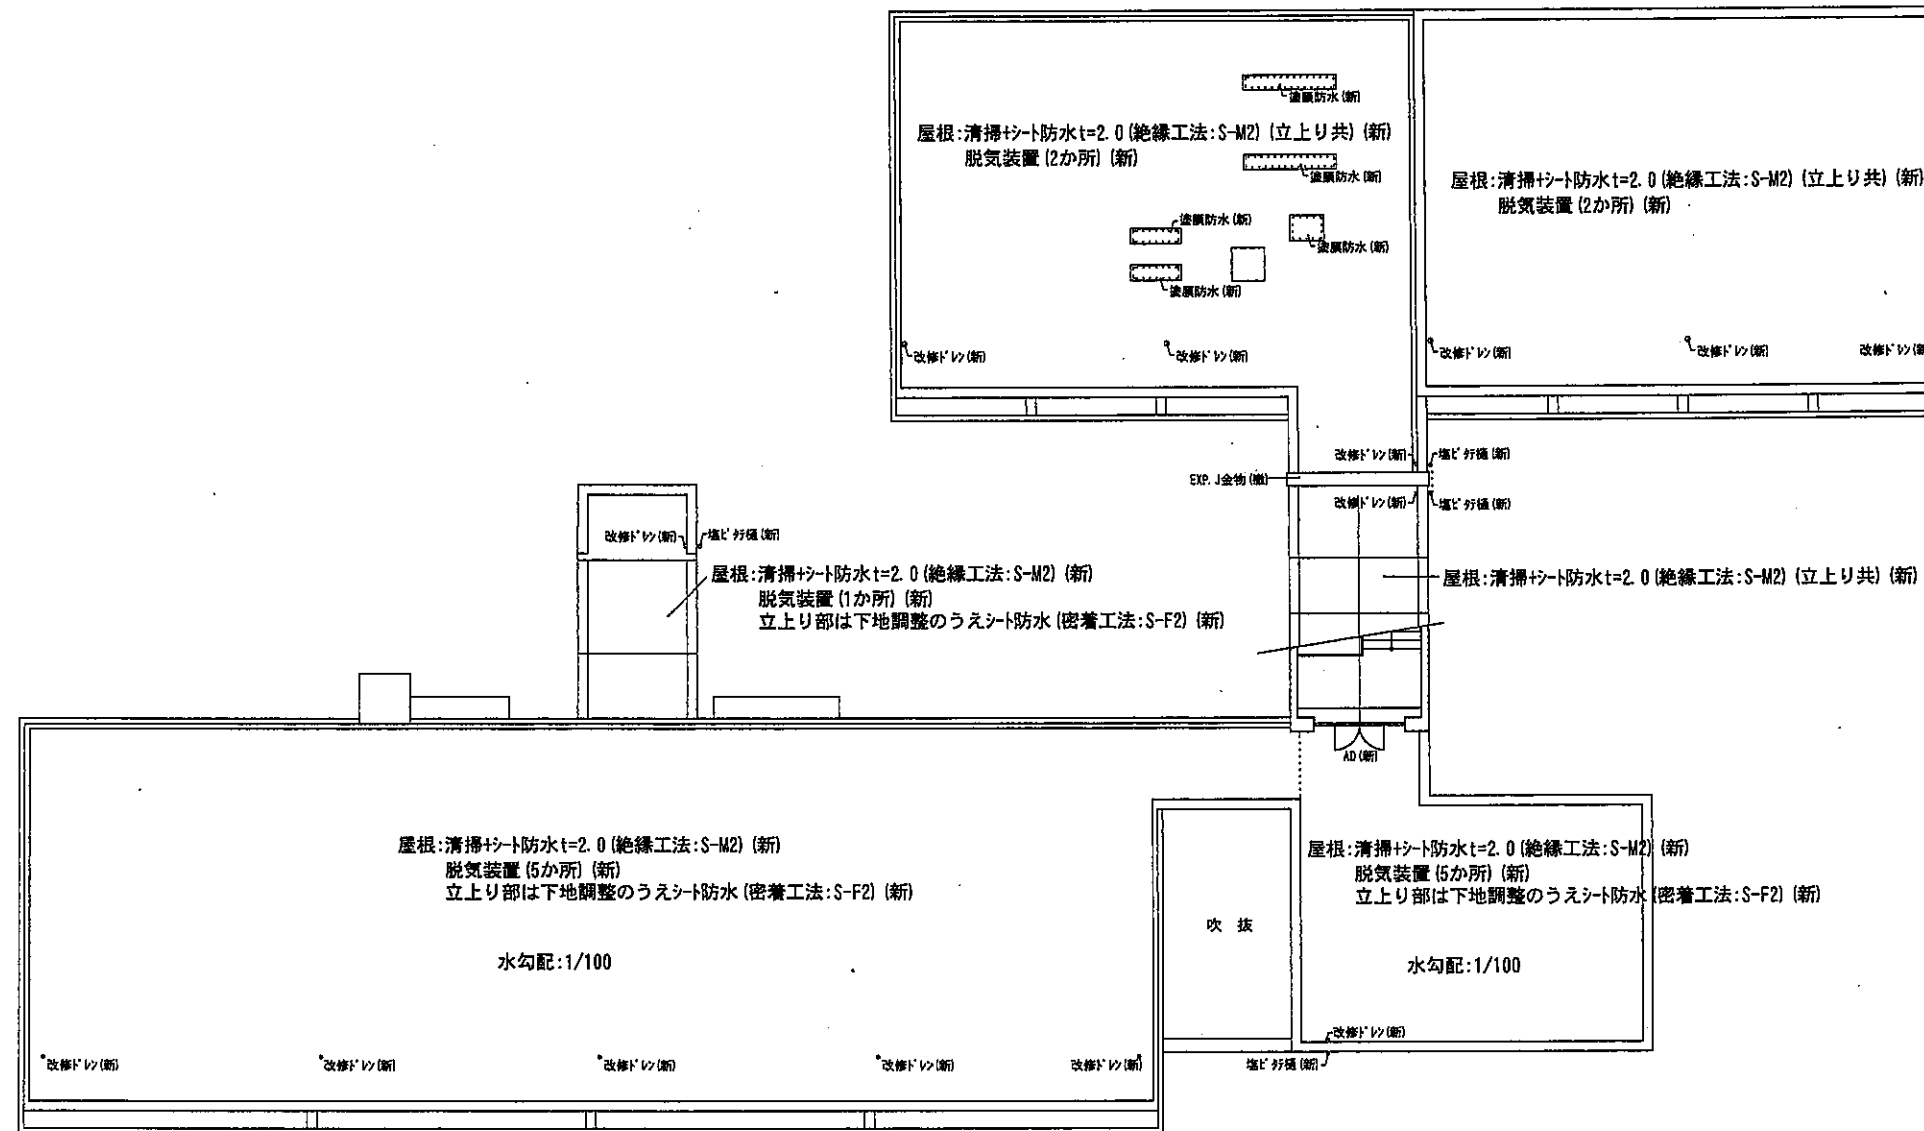 塗膜防水(新)
屋根:清掃+シート防水t=2.0(絶縁工法:S-M2)(立上り共)(新)
脱気装置(2か所)(新)
塗膜防水(新)
塗膜防水(新)
塗膜防水(新)
塗膜防水(新)
改修ドレン(新)
改修ドレン(新)
屋根:清掃+シート防水t=2.0(絶縁工法:S-M2)(立上り共)(新)
脱気装置(2か所)(新)
改修ドレン(新)
改修ドレン(新)
改修ドレン(新
改修ドレン(新)
塩ビタテ樋(新)
EXP.J金物(撤)
改修ドレン(新)
塩ビタテ樋(新)
改修ドレン(新)
塩ビタテ樋(新)
屋根:清掃+シート防水t=2.0(絶縁工法:S-M2)(新)
脱気装置(1か所)(新)
立上り部は下地調整のうえシート防水(密着工法:S-F2)(新)
屋根:清掃+シート防水t=2.0(絶縁工法:S-M2)(立上り共)(新)
AD(新)
屋根:清掃+シート防水t=2.0(絶縁工法:S-M2)(新)
脱気装置(5か所)(新)
立上り部は下地調整のうえシート防水(密着工法:S-F2)(新)
水勾配:1/100
吹 抜
屋根:清掃+シート防水t=2.0(絶縁工法:S-M2)(新)
脱気装置(5か所)(新)
立上り部は下地調整のうえシート防水(密着工法:S-F2)(新)
水勾配:1/100
改修ドレン(新)
塩ビタテ樋(新)
改修ドレン(新)
改修ドレン(新)
改修ドレン(新)
改修ドレン(新)
改修ドレン(新)